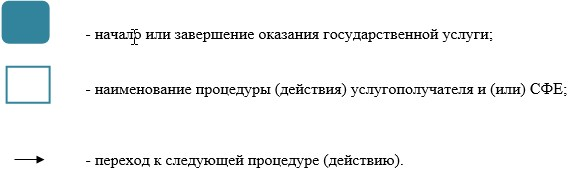 - начало или завершение оказания государственной услуги;
- наименование процедуры (действия) услугополучателя и (или) СФЕ;
- переход к следующей процедуре (действию).